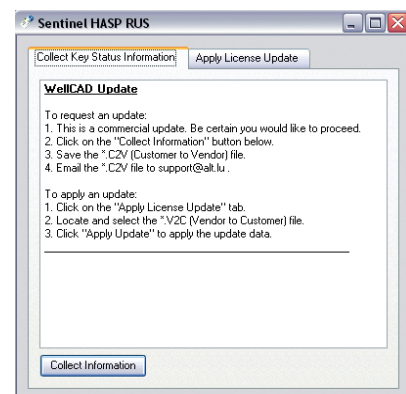 Sentinel HASP RUS
Collect Key Status Information Apply License Update
WellCAD Update
To request an update:
1. This is a commercial update. Be certain you would like to proceed.
2. Click on the "Collect Information" button below.
3. Save the *.C2V (Customer to Vendor) file.
4. Email the *.C2V file to support@alt.lu .
To apply an update:
1. Click on the "Apply License Update" tab.
2. Locate and select the *.V2C (Vendor to Customer) file.
3. Click "Apply Update" to apply the update data.
Collect Information